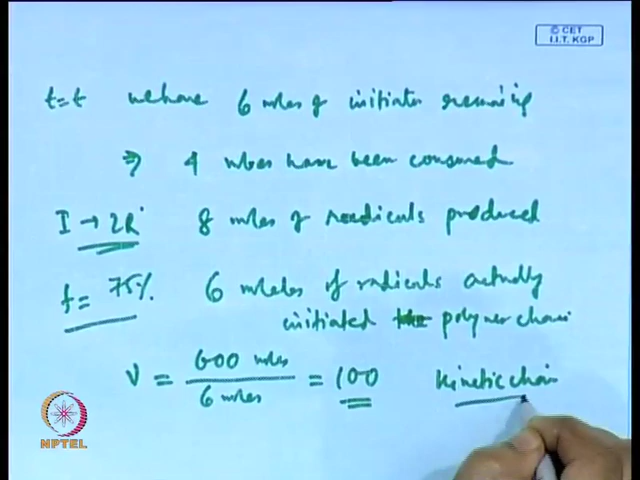 © CET
I.I.T. KGP
t=t we have 6 moles of initiator remaining
⇒ 4 moles have been consumed
I → 2R· 8 moles of radicals produced
f = 75% 6 moles of radicals actually
initiated polymer chain
ν = 600 moles / 6 moles = 100 kinetic chain
NPTEL